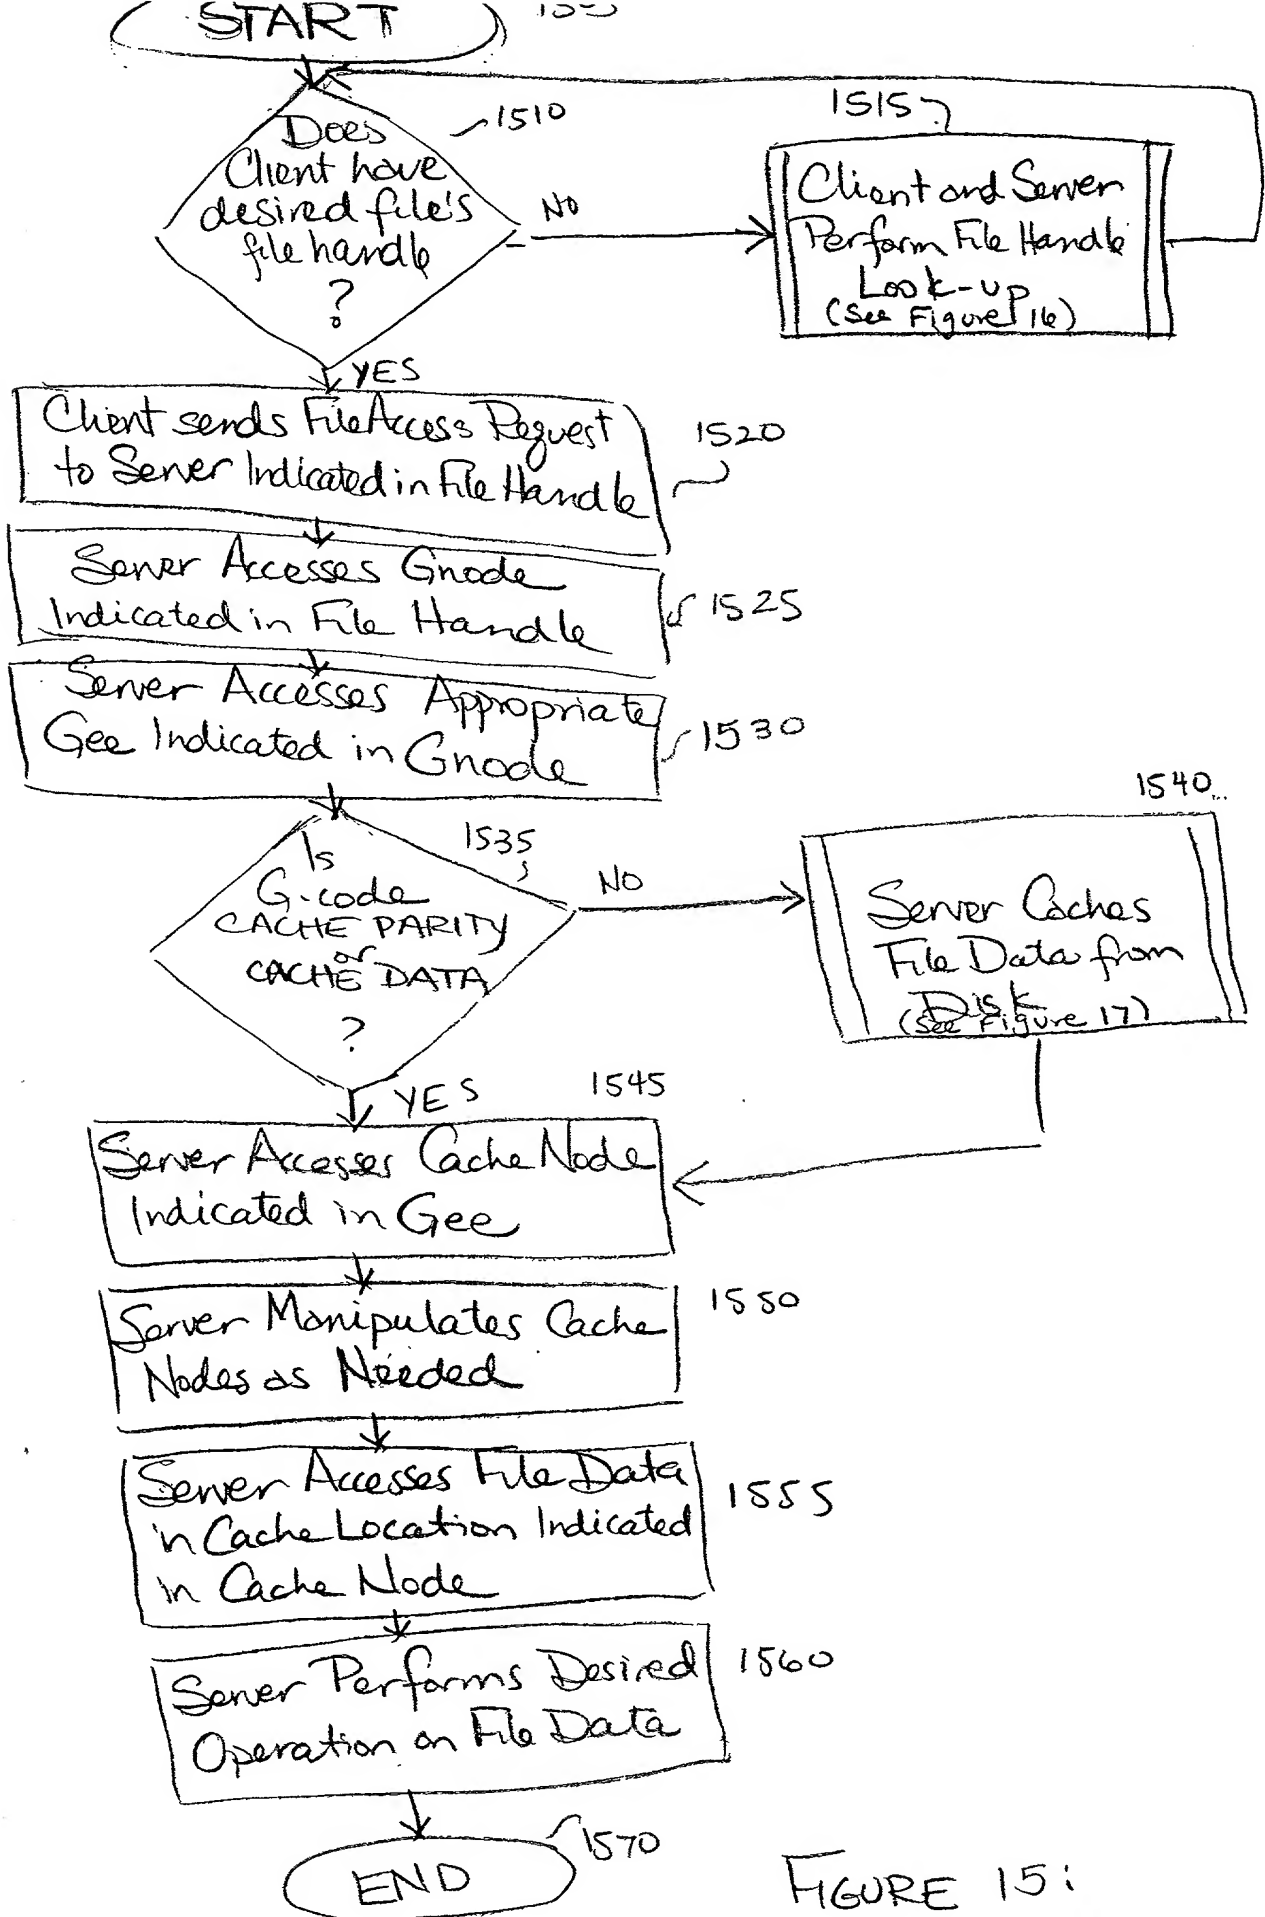 START
1510
Does
Client have
desired file's
file handle
?
NO
1515
Client and Server
Perform File Handle
Look-up
(See Figure 16)
YES
Client sends File Access Request
to Server Indicated in File Handle
1520
Server Accesses Gnode
Indicated in File Handle
1525
Server Accesses Appropriate
Gee Indicated in Gnode
1530
1535
Is
G-code
CACHE PARITY
or
CACHE DATA
?
NO
1540
Server Caches
File Data from
Disk
(See Figure 17)
YES
1545
Server Accesses Cache Node
Indicated in Gee
Server Manipulates Cache
Nodes as Needed
1550
Server Accesses File Data
in Cache Location Indicated
in Cache Node
1555
Server Performs Desired
Operation on File Data
1560
END
1570
FIGURE 15: